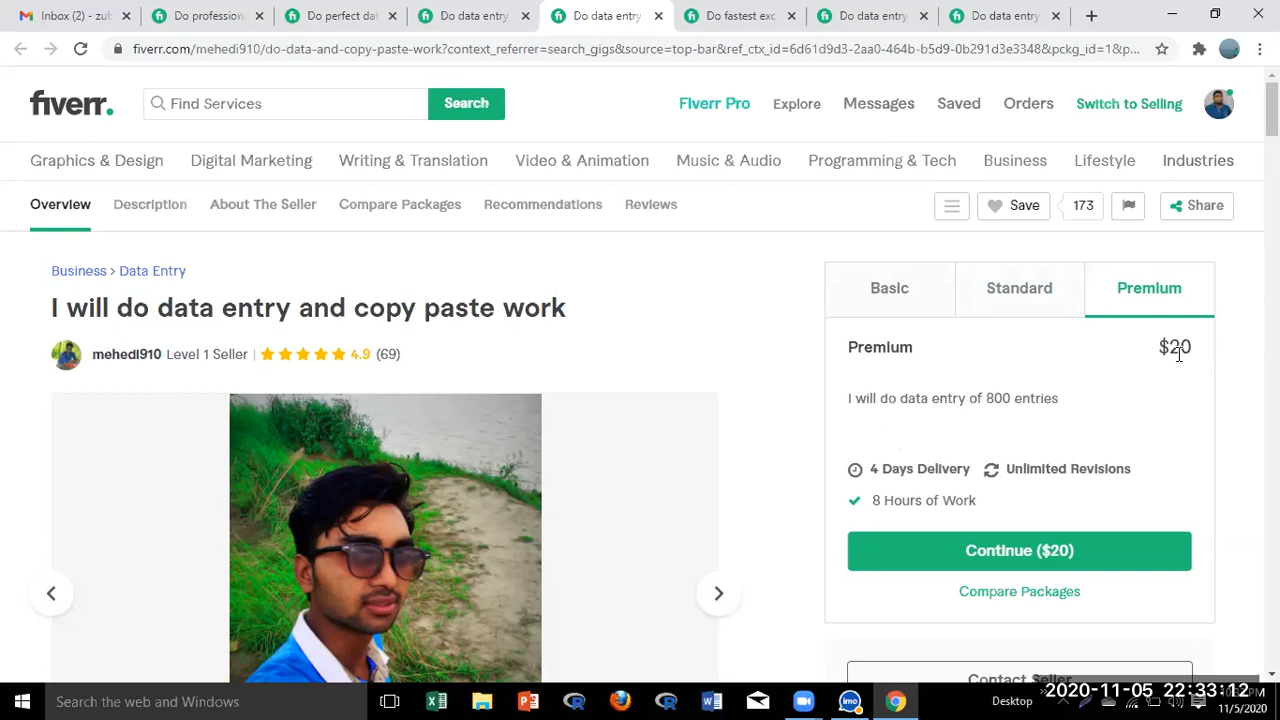 Inbox (2) - zub
Do profession
Do perfect dat
Do data entry
Do data entry
Do fastest exc
Do data entry
Do data entry
fiverr.com/mehedi910/do-data-and-copy-paste-work?context_referrer=search_gigs&source=top-bar&ref_ctx_id=6d61d9d3-2aa0-464b-b5d9-0b291d3e3348&pckg_id=1&p...
fiverr.
Find Services
Search
Fiverr Pro
Explore
Messages
Saved
Orders
Switch to Selling
Graphics & Design
Digital Marketing
Writing & Translation
Video & Animation
Music & Audio
Programming & Tech
Business
Lifestyle
Industries
Overview
Description
About The Seller
Compare Packages
Recommendations
Reviews
Save
173
Share
Business > Data Entry
I will do data entry and copy paste work
mehedi910 Level 1 Seller 4.9 (69)
Basic
Standard
Premium
Premium
$20
I will do data entry of 800 entries
4 Days Delivery
Unlimited Revisions
8 Hours of Work
Continue ($20)
Compare Packages
Contact Seller
Search the web and Windows
Desktop
2020-11-05 22:33:12
11/5/2020